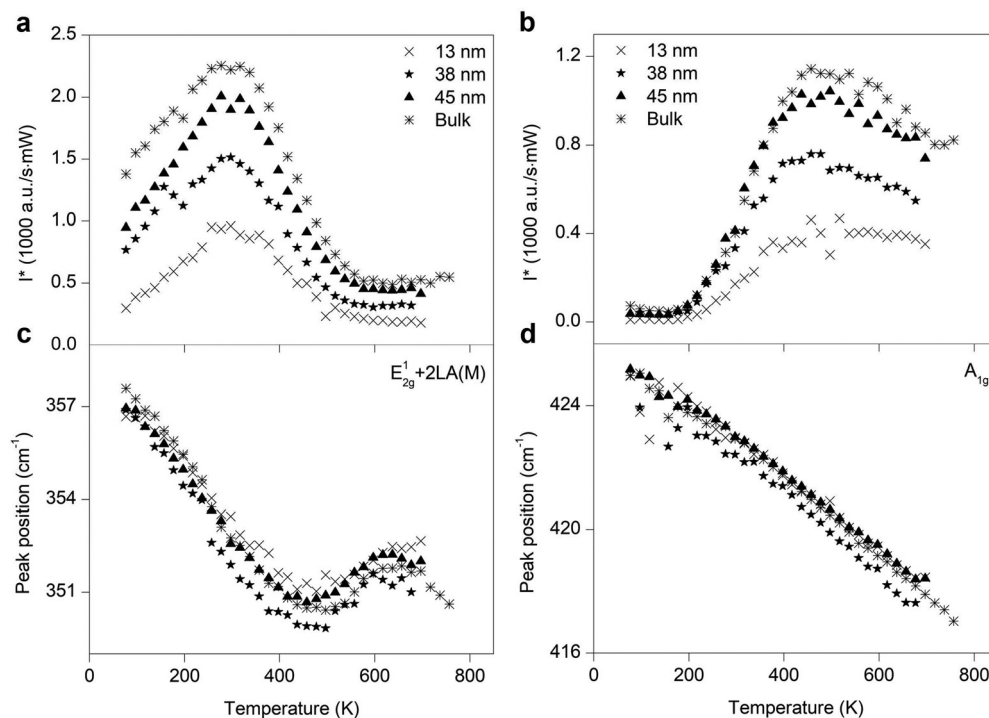 a
2.5
2.0
1.5
1.0
0.5
0.0
I* (1000 a.u./s·mW)
13 nm
38 nm
45 nm
Bulk
b
1.2
0.8
0.4
0.0
I* (1000 a.u./s·mW)
13 nm
38 nm
45 nm
Bulk
c
357
354
351
Peak position (cm⁻¹)
E¹₂g+2LA(M)
0 200 400 600 800
Temperature (K)
d
424
420
416
Peak position (cm⁻¹)
A₁g
0 200 400 600 800
Temperature (K)